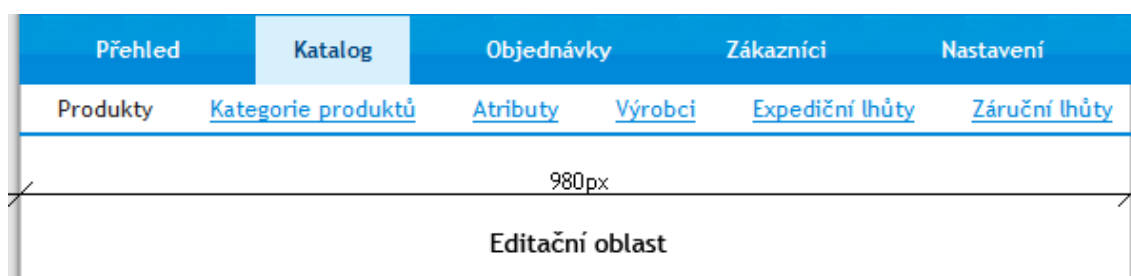 Přehled Katalog Objednávky Zákazníci Nastavení
Produkty Kategorie produktů Atributy Výrobci Expediční lhůty Záruční lhůty
980px
Editační oblast